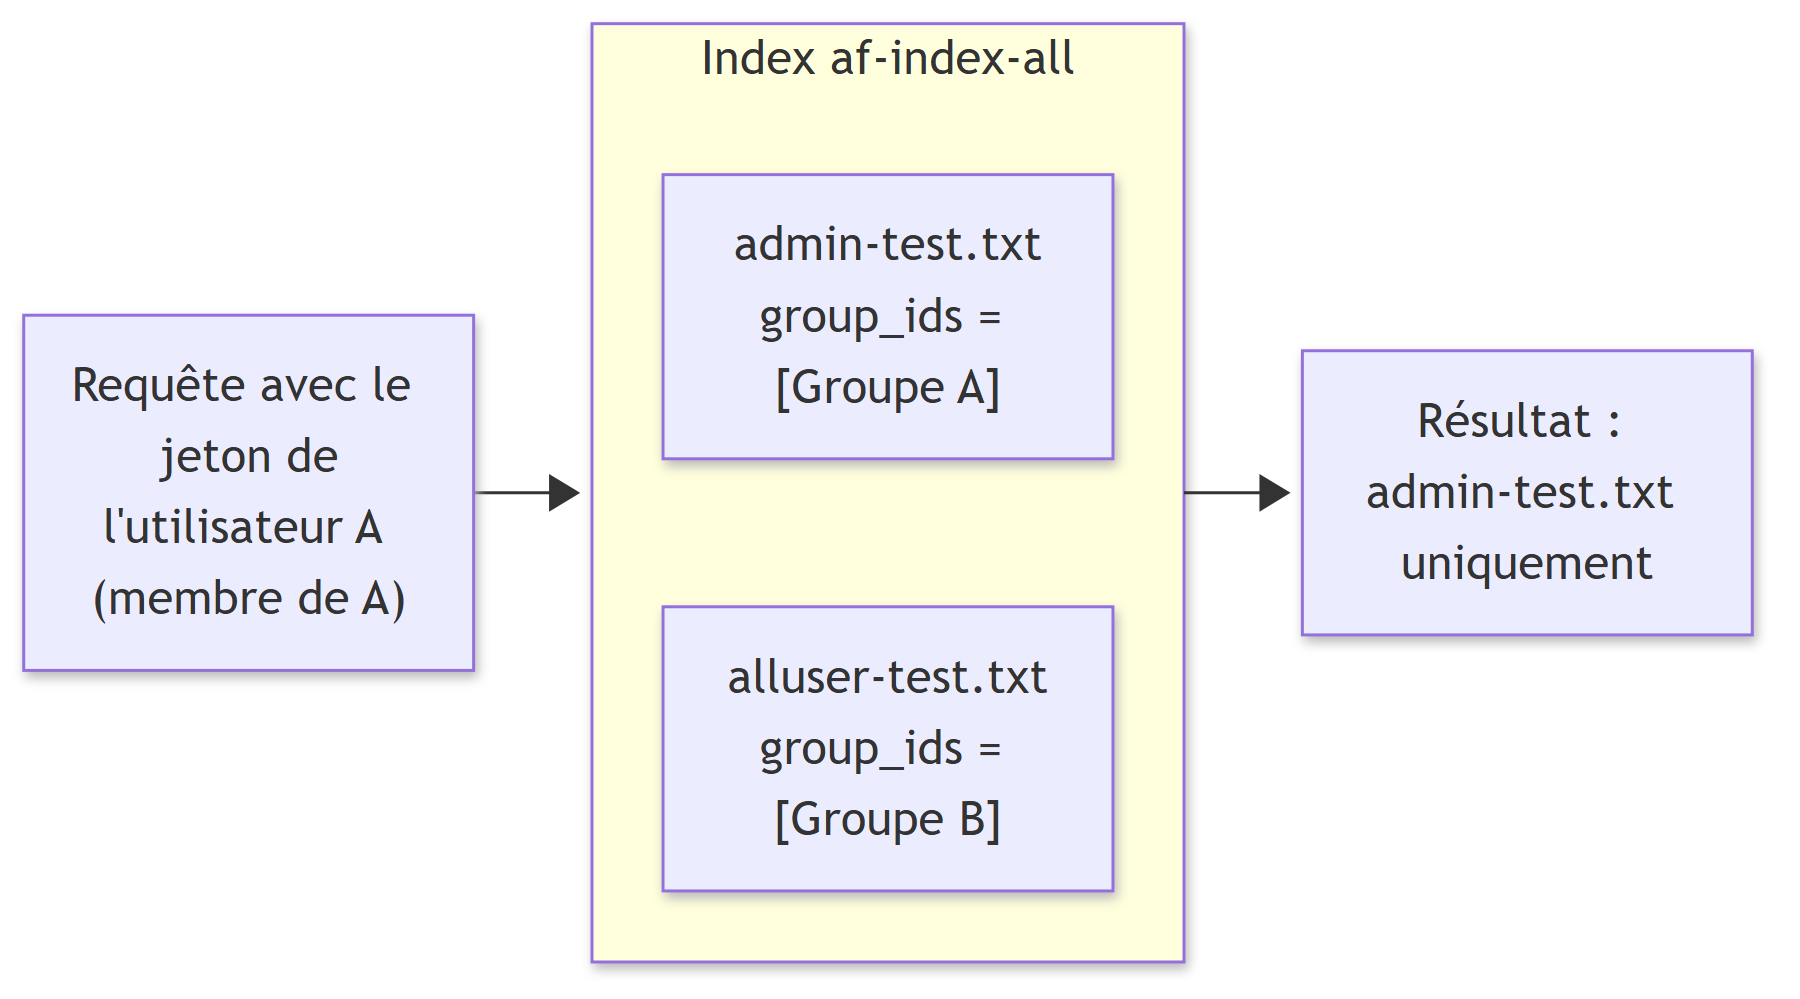 Requête avec le
jeton de
l'utilisateur A
(membre de A)
Index af-index-all
admin-test.txt
group_ids =
[Groupe A]
alluser-test.txt
group_ids =
[Groupe B]
Résultat :
admin-test.txt
uniquement